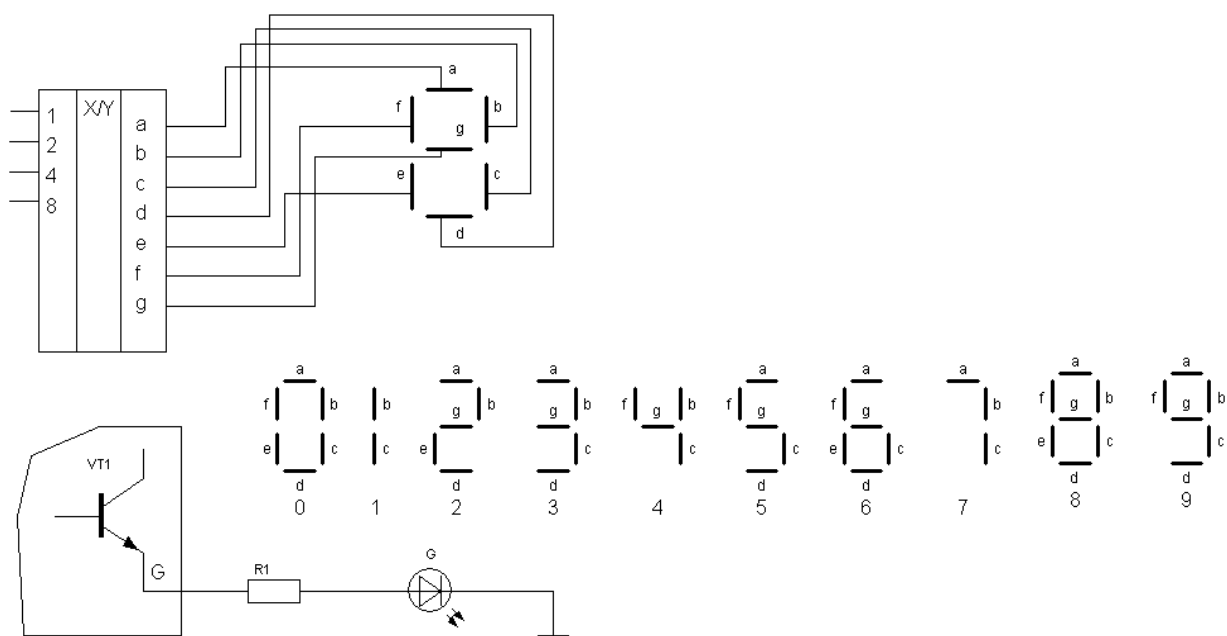 X/Y
1
2
4
8
a
b
c
d
e
f
g
a
f b
g
e c
d
a a a a a a a a
f b b g b g b f g b f g f g b f g b f g b
e c c e c c c e c c e c c
d d d d d d d
0 1 2 3 4 5 6 7 8 9
VT1
G
R1
G